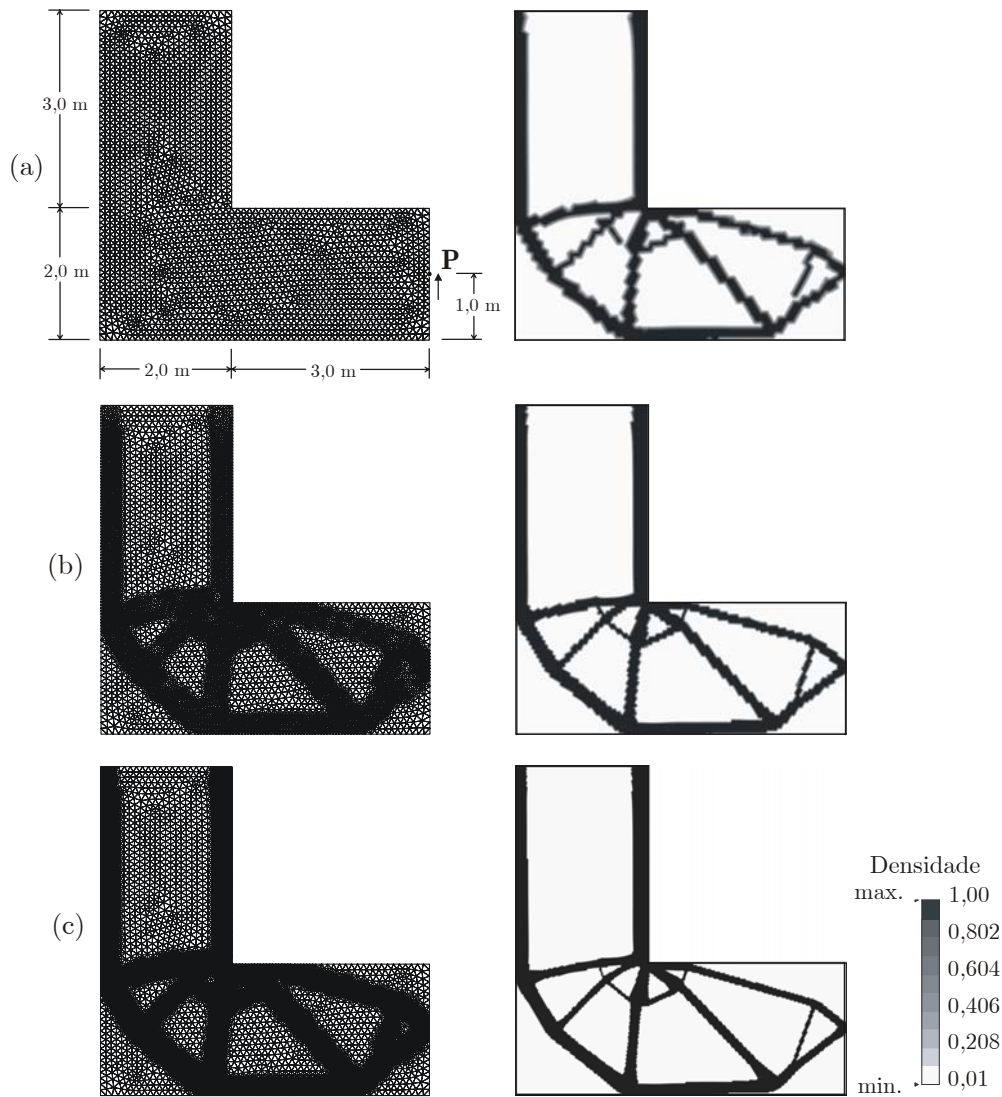 (a)
3,0 m
2,0 m
P
1,0 m
2,0 m
3,0 m
(b)
(c)
Densidade
max.
1,00
0,802
0,604
0,406
0,208
0,01
min.